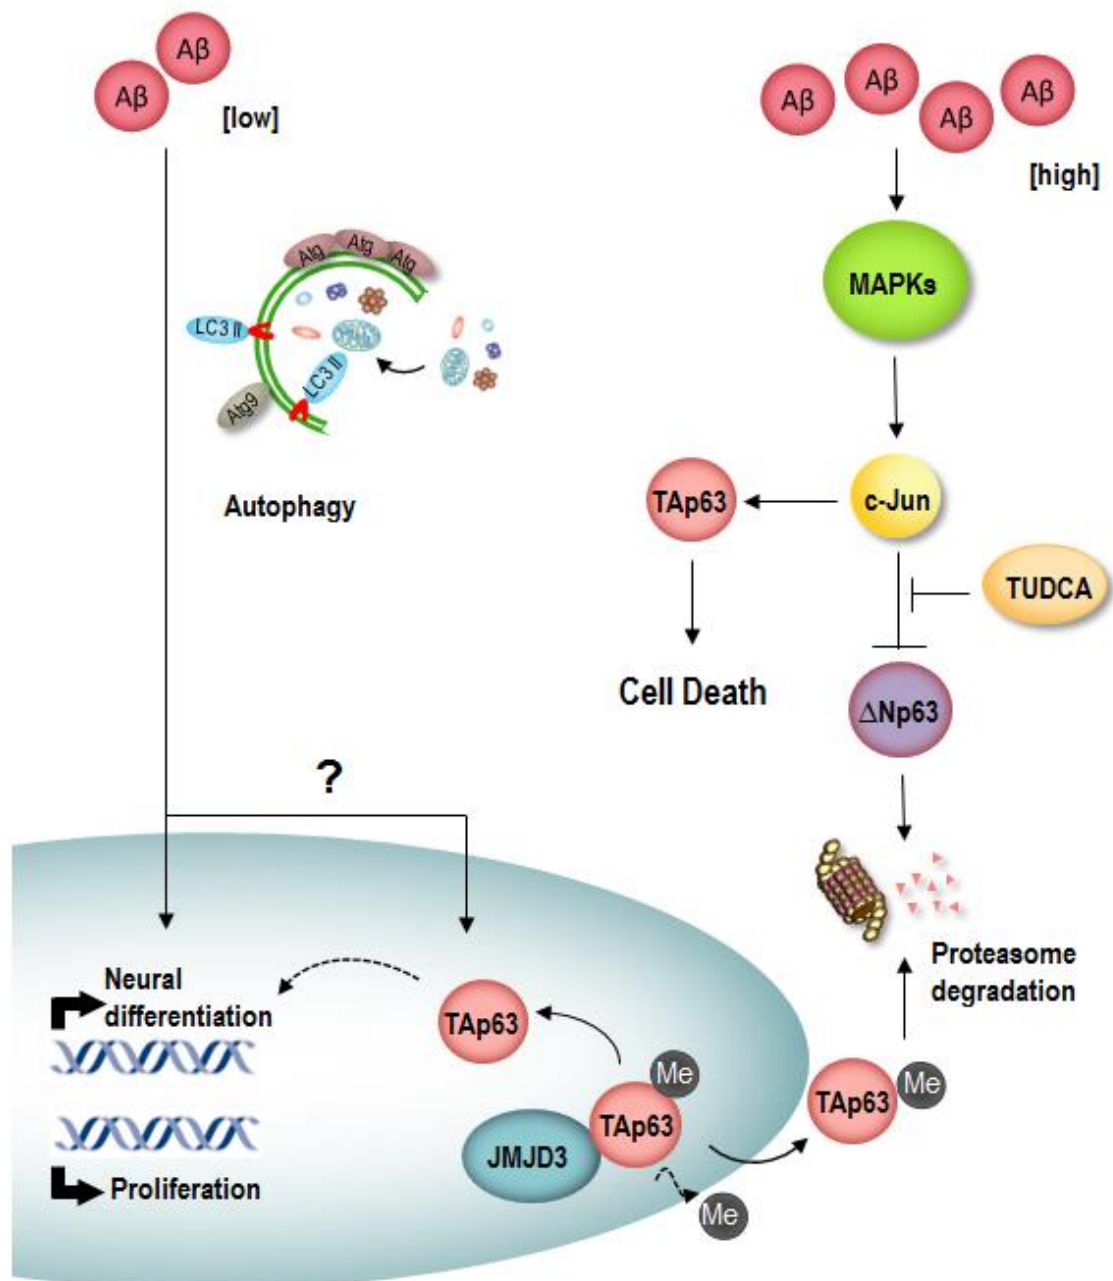 Aβ
Aβ
[low]
Aβ
Aβ
Aβ
Aβ
[high]
MAPKs
Atg
Atg
Atg
LC3 II
LC3 II
Atg9
Autophagy
TAp63
c-Jun
TUDCA
Cell Death
ΔNp63
?
Proteasome
degradation
Neural
differentiation
TAp63
Me
TAp63
JMJD3
Me
TAp63
Me
Proliferation